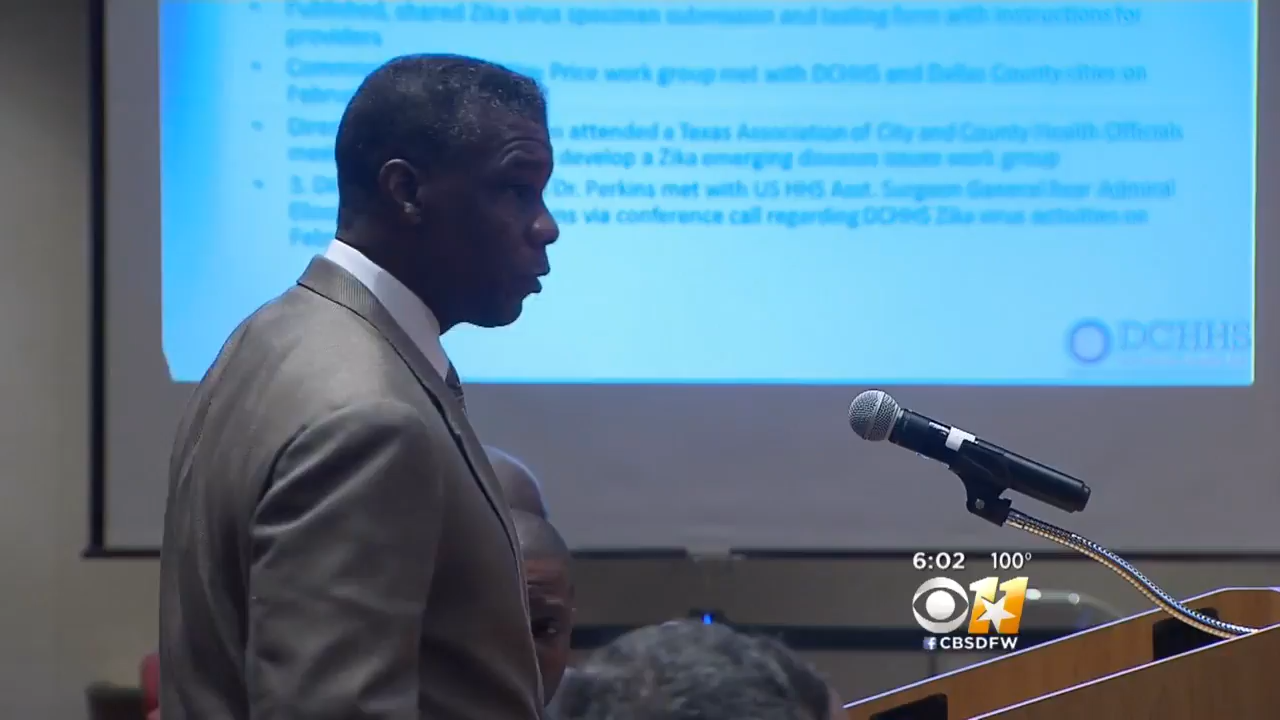 Published, shared Zika virus specimen submission and testing form with instructions for
providers
Price work group met with DCHHS and Dallas County cities on
attended a Texas Association of City and County Health Officials
develop a Zika emerging diseases issues work group
3. Dr. Perkins met with US HHS Asst. Surgeon General Rear Admiral
via conference call regarding DCHHS Zika virus activities on
DCHHS
6:02 100°
11
f CBSDFW